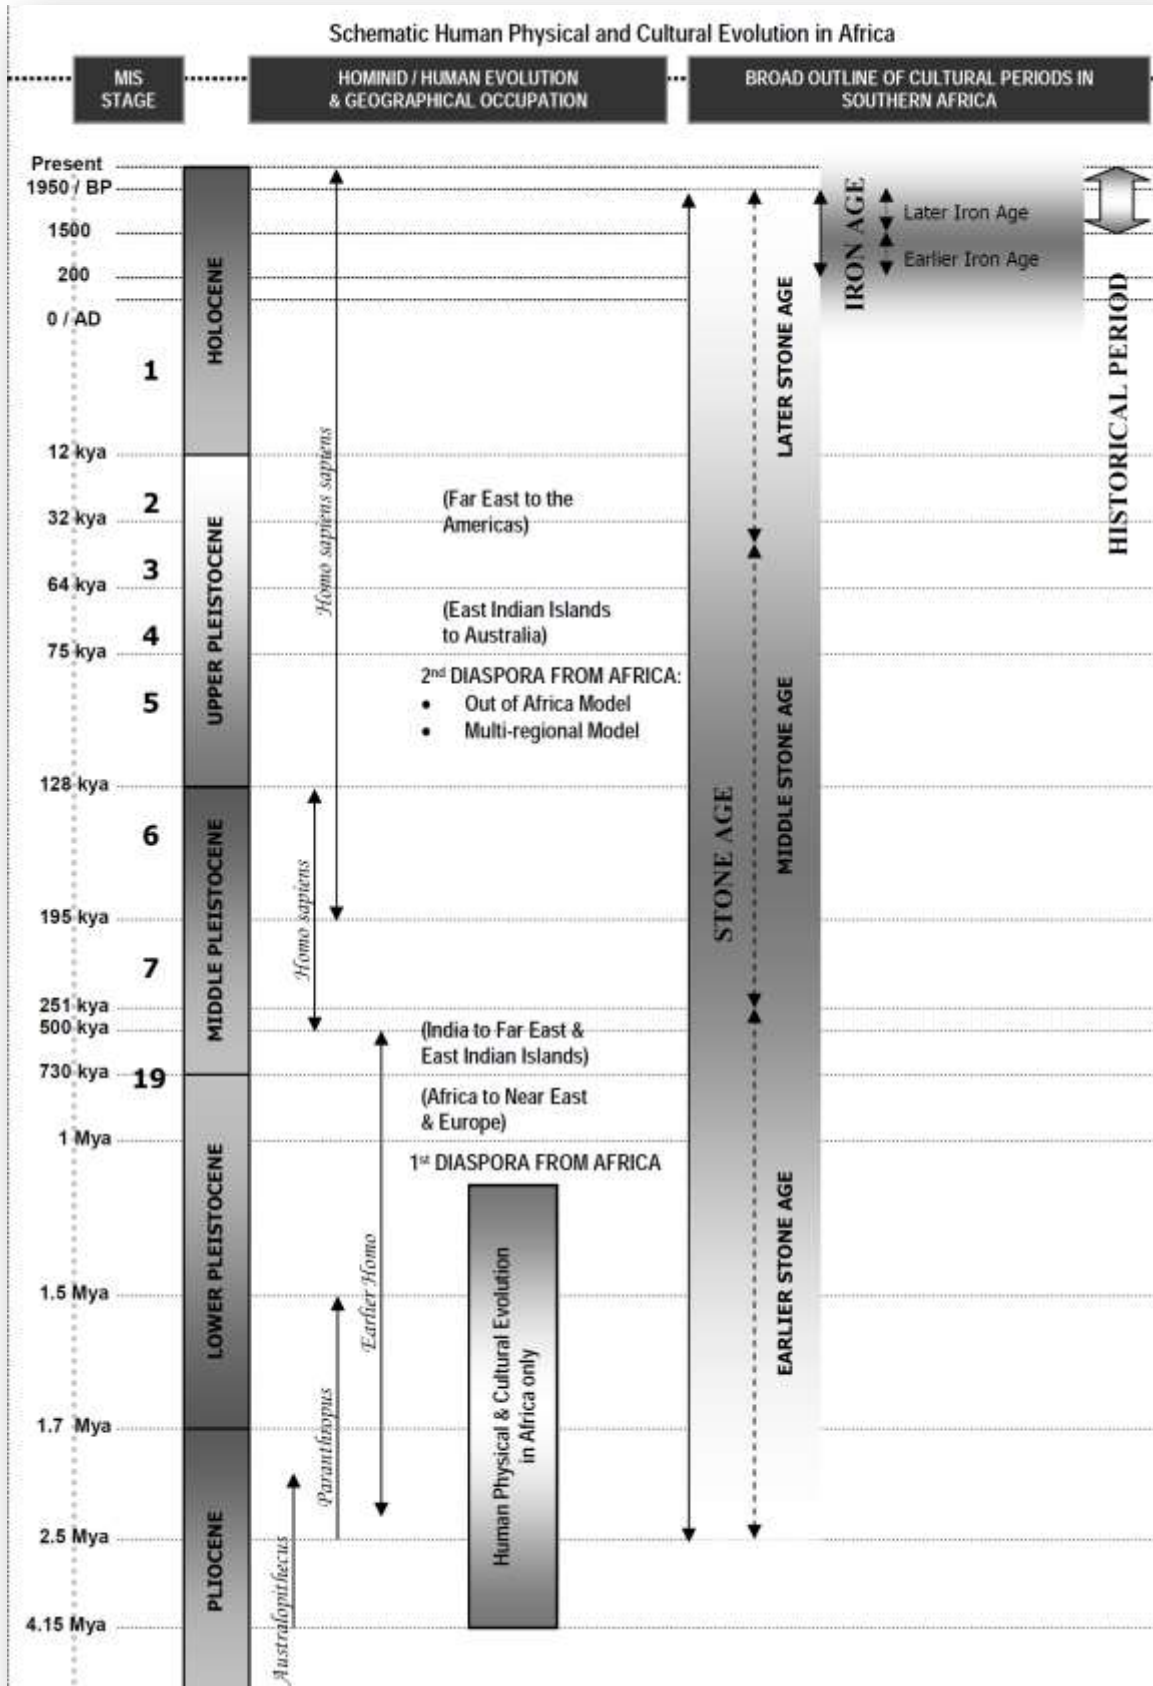 Schematic Human Physical and Cultural Evolution in Africa
MIS
STAGE
HOMINID / HUMAN EVOLUTION
& GEOGRAPHICAL OCCUPATION
BROAD OUTLINE OF CULTURAL PERIODS IN
SOUTHERN AFRICA
Present
1950 / BP
1500
200
0 / AD
12 kya
32 kya
64 kya
75 kya
128 kya
195 kya
251 kya
500 kya
730 kya
1 Mya
1.5 Mya
1.7 Mya
2.5 Mya
4.15 Mya
1
2
3
4
5
6
7
19
HOLOCENE
UPPER PLEISTOCENE
MIDDLE PLEISTOCENE
LOWER PLEISTOCENE
PLIOCENE
Homo sapiens sapiens
Homo sapiens
Earlier Homo
Paranthropus
Australopithecus
(Far East to the
Americas)
(East Indian Islands
to Australia)
2nd DIASPORA FROM AFRICA:
• Out of Africa Model
• Multi-regional Model
(India to Far East &
East Indian Islands)
(Africa to Near East
& Europe)
1st DIASPORA FROM AFRICA
Human Physical & Cultural Evolution
in Africa only
STONE AGE
LATER STONE AGE
MIDDLE STONE AGE
EARLIER STONE AGE
IRON AGE
Later Iron Age
Earlier Iron Age
HISTORICAL PERIOD